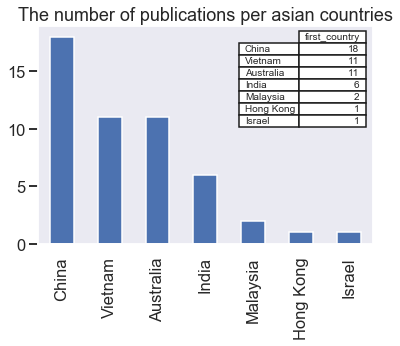 The number of publications per asian countries
first_country
China 18
Vietnam 11
Australia 11
India 6
Malaysia 2
Hong Kong 1
Israel 1
15
10
5
0
China
Vietnam
Australia
India
Malaysia
Hong Kong
Israel